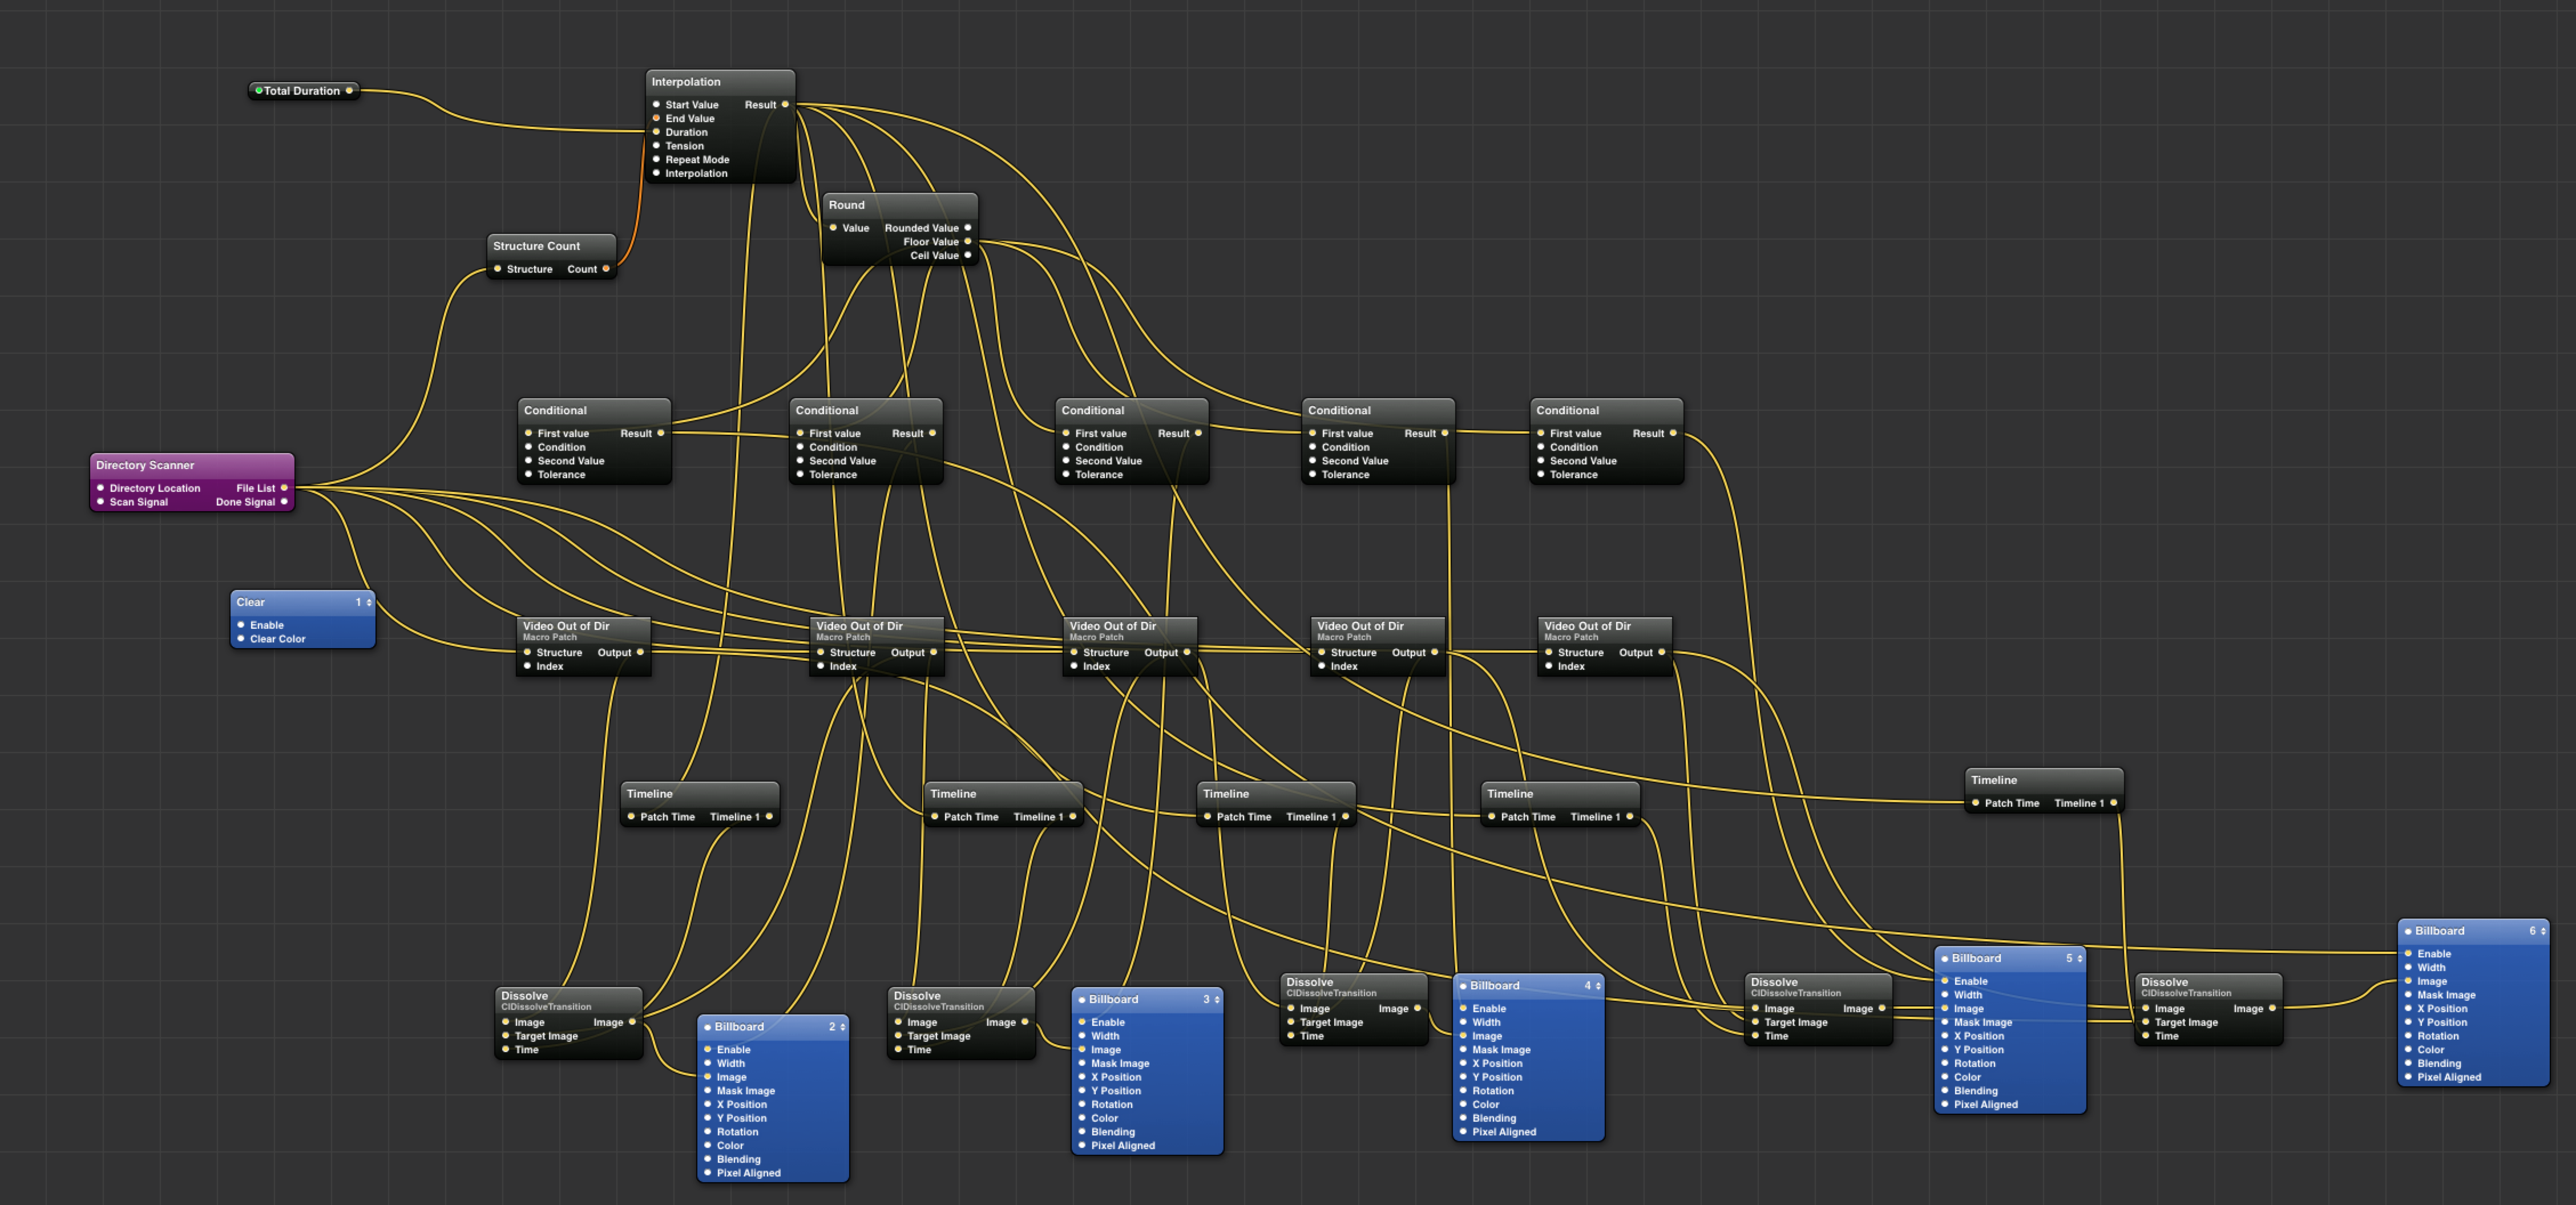 Total Duration
Interpolation
Start Value Result
End Value
Duration
Tension
Repeat Mode
Interpolation
Round
Value Rounded Value
Floor Value
Ceil Value
Structure Count
Structure Count
Conditional
First value Result
Condition
Second Value
Tolerance
Conditional
First value Result
Condition
Second Value
Tolerance
Conditional
First value Result
Condition
Second Value
Tolerance
Conditional
First value Result
Condition
Second Value
Tolerance
Conditional
First value Result
Condition
Second Value
Tolerance
Directory Scanner
Directory Location File List
Scan Signal Done Signal
Clear 1
Enable
Clear Color
Video Out of Dir
Macro Patch
Structure Output
Index
Video Out of Dir
Macro Patch
Structure Output
Index
Video Out of Dir
Macro Patch
Structure Output
Index
Video Out of Dir
Macro Patch
Structure Output
Index
Video Out of Dir
Macro Patch
Structure Output
Index
Timeline
Patch Time Timeline 1
Timeline
Patch Time Timeline 1
Timeline
Patch Time Timeline 1
Timeline
Patch Time Timeline 1
Timeline
Patch Time Timeline 1
Dissolve
CIDissolveTransition
Image Image
Target Image
Time
Billboard 2
Enable
Width
Image
Mask Image
X Position
Y Position
Rotation
Color
Blending
Pixel Aligned
Dissolve
CIDissolveTransition
Image Image
Target Image
Time
Billboard 3
Enable
Width
Image
Mask Image
X Position
Y Position
Rotation
Color
Blending
Pixel Aligned
Dissolve
CIDissolveTransition
Image Image
Target Image
Time
Billboard 4
Enable
Width
Image
Mask Image
X Position
Y Position
Rotation
Color
Blending
Pixel Aligned
Dissolve
CIDissolveTransition
Image Image
Target Image
Time
Billboard 5
Enable
Width
Image
Mask Image
X Position
Y Position
Rotation
Color
Blending
Pixel Aligned
Dissolve
CIDissolveTransition
Image Image
Target Image
Time
Billboard 6
Enable
Width
Image
Mask Image
X Position
Y Position
Rotation
Color
Blending
Pixel Aligned